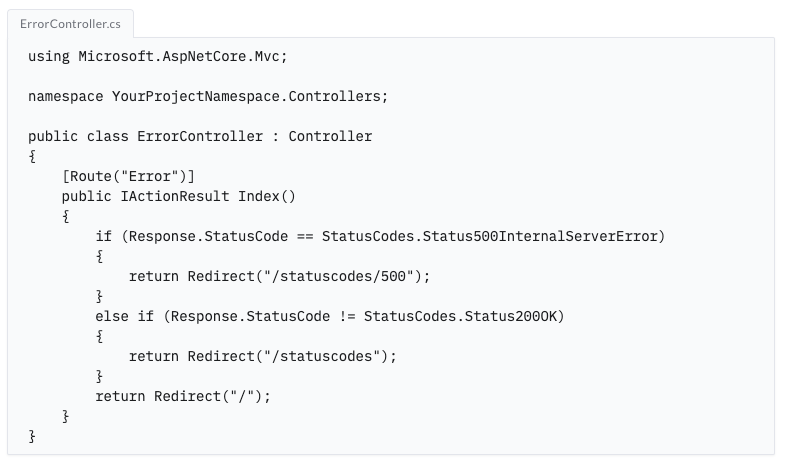 ErrorController.cs
using Microsoft.AspNetCore.Mvc;
namespace YourProjectNamespace.Controllers;
public class ErrorController : Controller
{
    [Route("Error")]
    public IActionResult Index()
    {
        if (Response.StatusCode == StatusCodes.Status500InternalServerError)
        {
            return Redirect("/statuscodes/500");
        }
        else if (Response.StatusCode != StatusCodes.Status200OK)
        {
            return Redirect("/statuscodes");
        }
        return Redirect("/");
    }
}